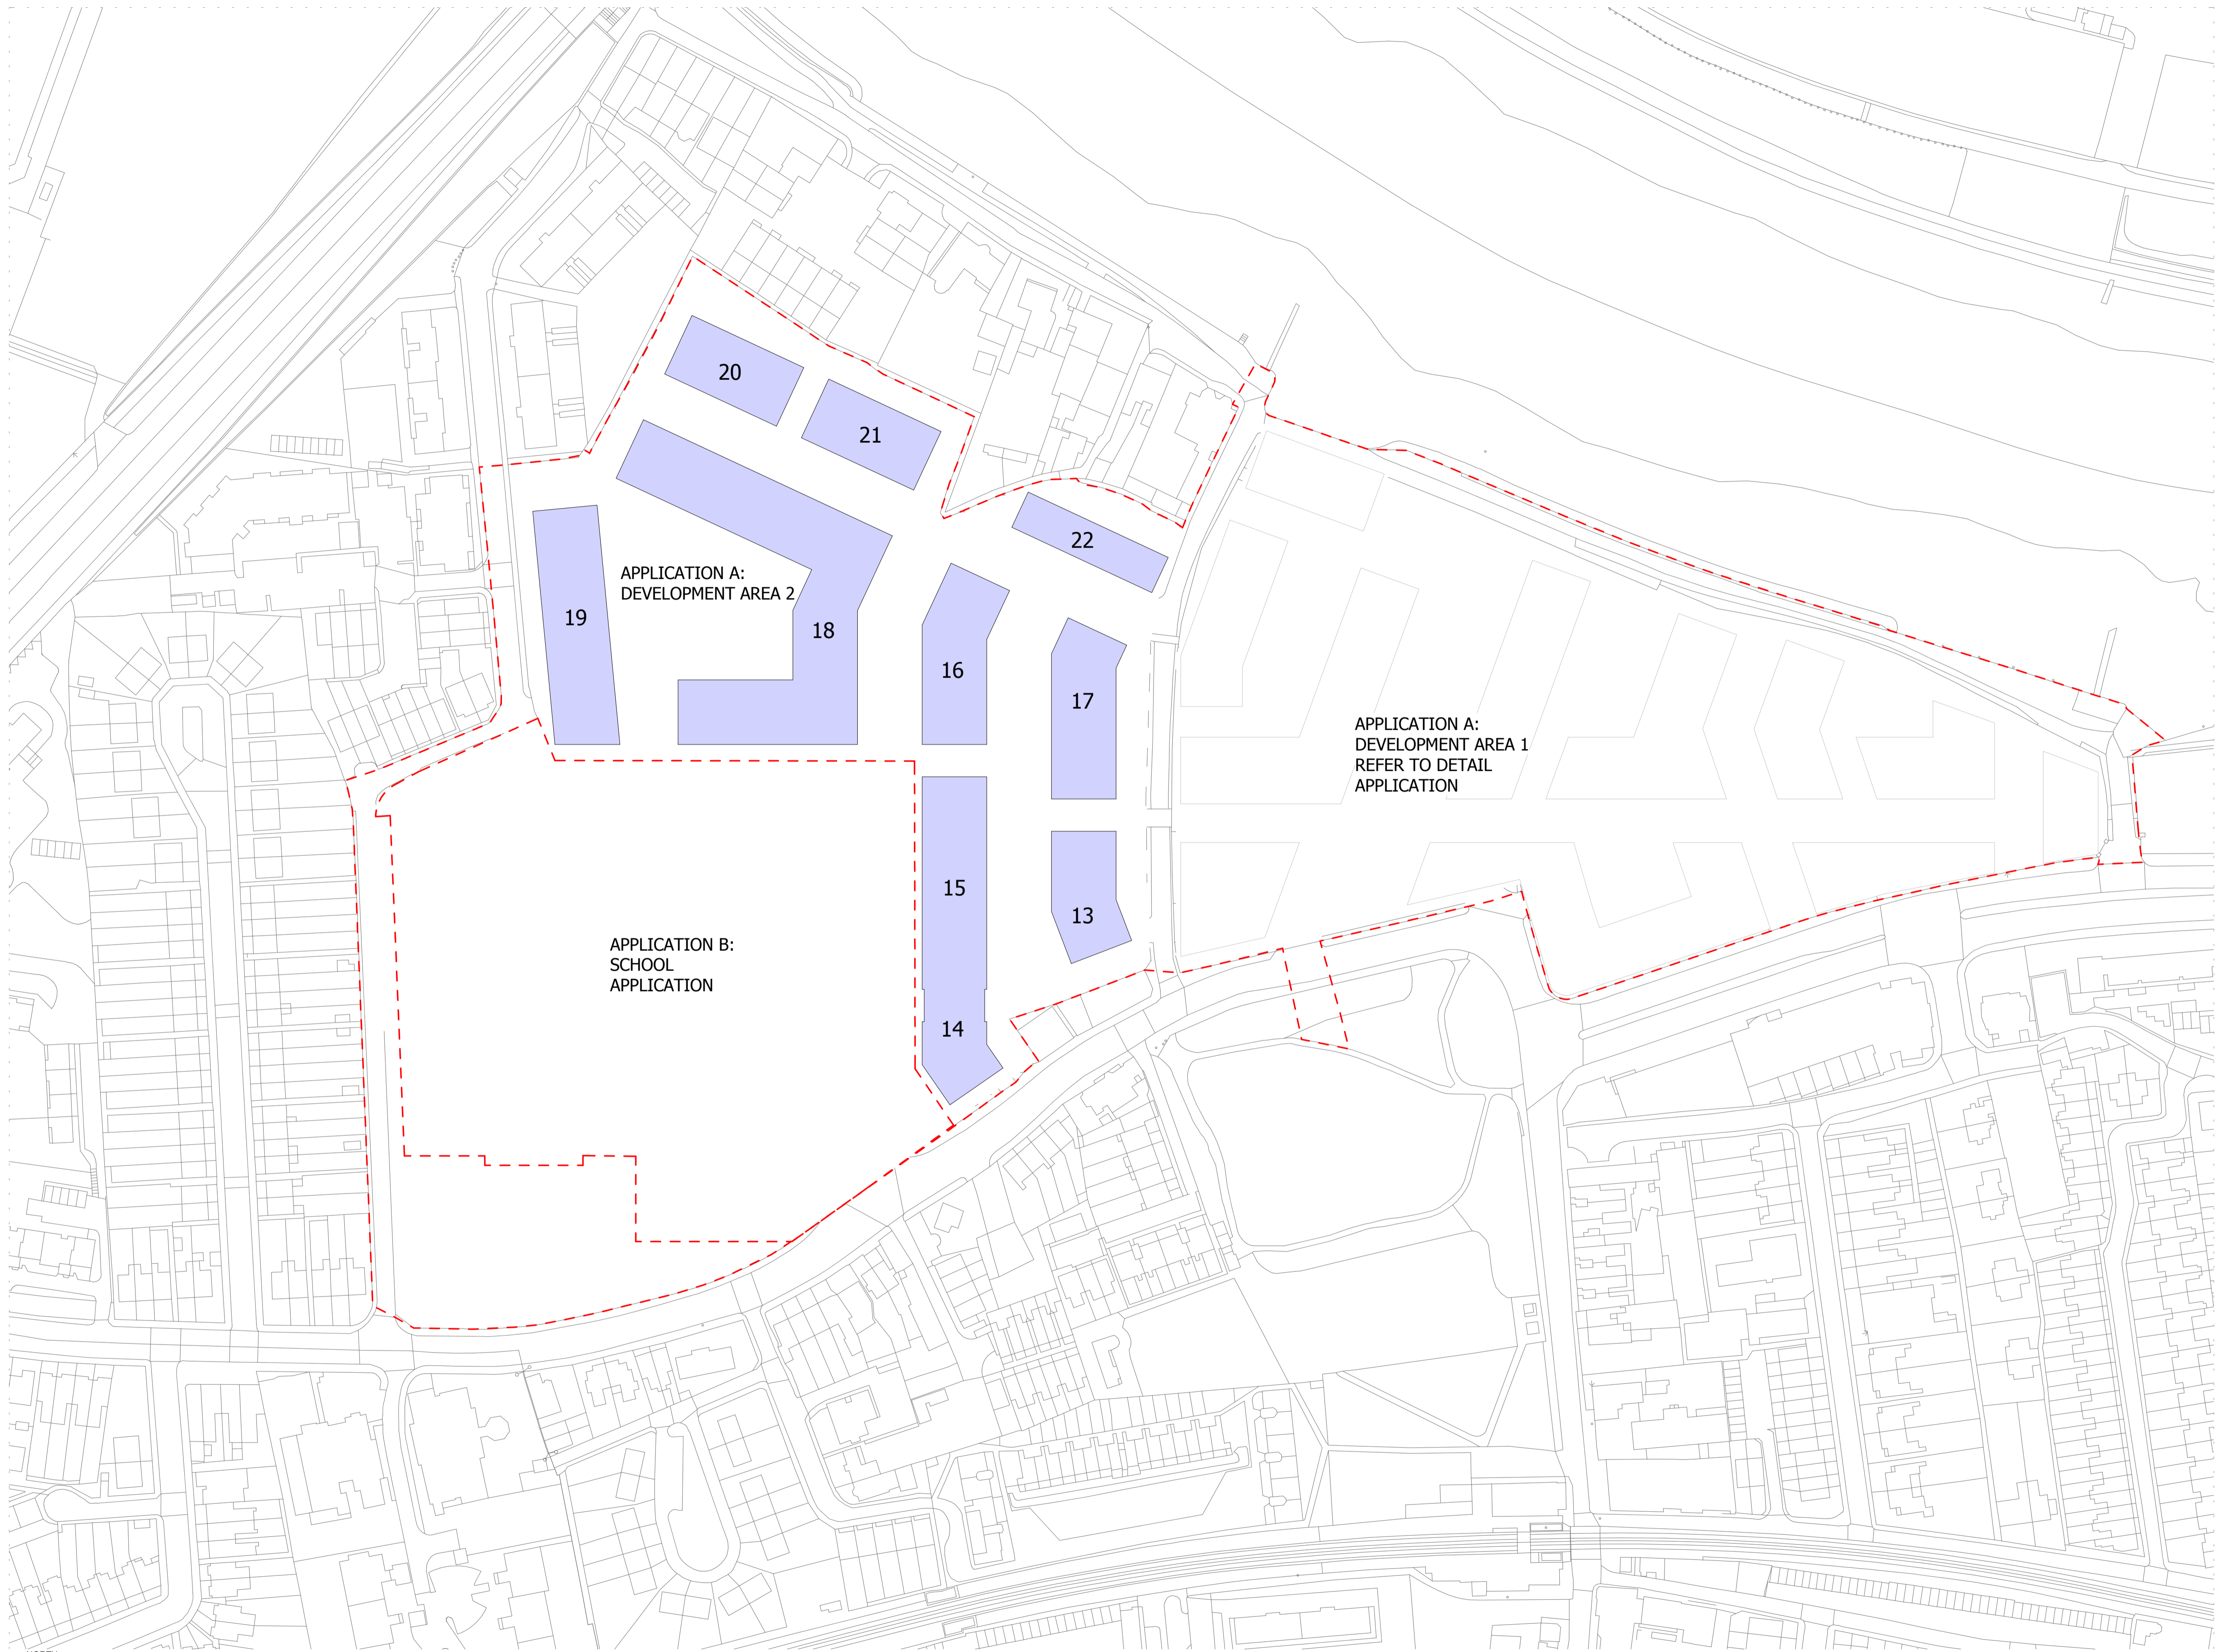 20
21
22
APPLICATION A:
DEVELOPMENT AREA 2
19
18
16
17
APPLICATION A:
DEVELOPMENT AREA 1
REFER TO DETAIL
APPLICATION
15
13
APPLICATION B:
SCHOOL
APPLICATION
14